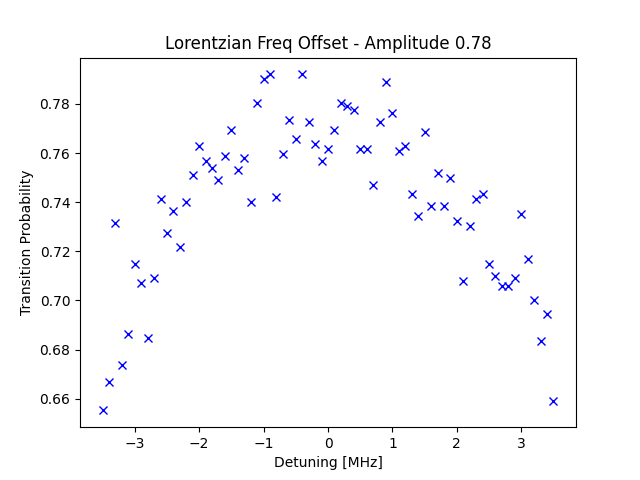 Lorentzian Freq Offset - Amplitude 0.78
Transition Probability
0.78
0.76
0.74
0.72
0.70
0.68
0.66
−3 −2 −1 0 1 2 3
Detuning [MHz]